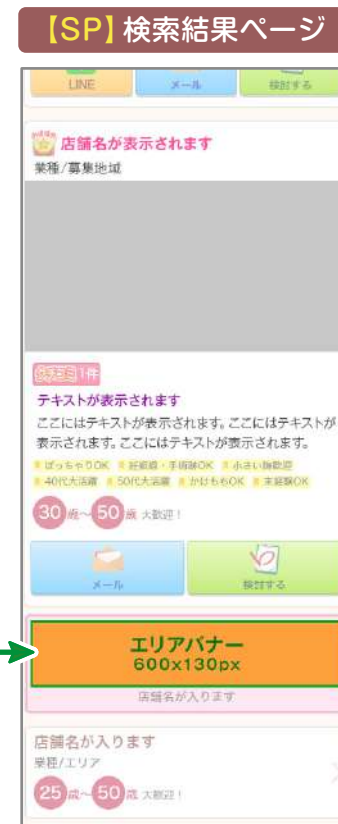 【SP】検索結果ページ
LINE
メール
検討する
店舗名が表示されます
業種/募集地域
1件
テキストが表示されます
ここにはテキストが表示されます。ここにはテキストが
表示されます。ここにはテキストが表示されます。
ぽっちゃりOK 妊娠線・手術跡OK 小さい胸歓迎
40代大活躍 50代大活躍 かけもちOK 未経験OK
30歳〜50歳 大歓迎！
メール
検討する
エリアバナー
600x130px
店舗名が入ります
店舗名が入ります
業種/エリア
25歳〜50歳 大歓迎！